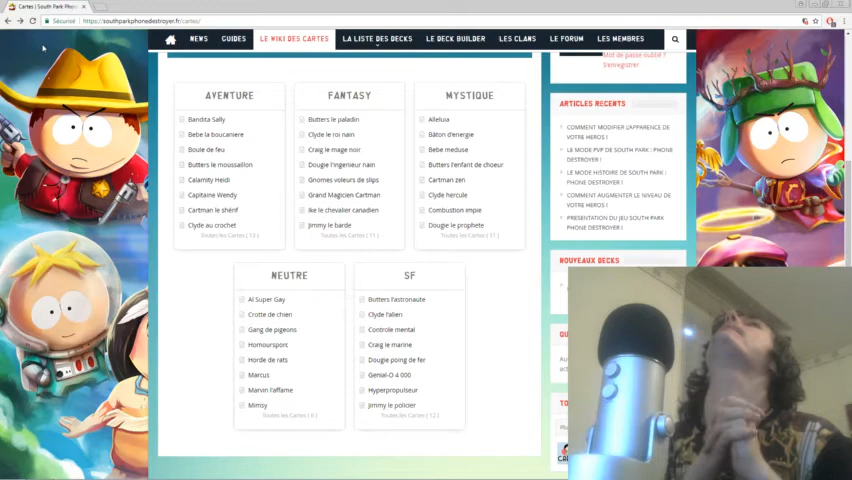 Cartes | South Park Phon
Sécurisé
https://southparkphonedestroyer.fr/cartes/
NEWS
GUIDES
LE WIKI DES CARTES
LA LISTE DES DECKS
LE DECK BUILDER
LES CLANS
LE FORUM
LES MEMBRES
Mot de passe oublié ?
S'enregistrer
AVENTURE
Bandita Sally
Bebe la boucaniere
Boule de feu
Butters le moussaillon
Calamity Heidi
Capitaine Wendy
Cartman le shérif
Clyde au crochet
Toutes les Cartes ( 13 )
FANTASY
Butters le paladin
Clyde le roi nain
Craig le mage noir
Dougie l'ingenieur nain
Gnomes voleurs de slips
Grand Magicien Cartman
Ike le chevalier canadien
Jimmy le barde
Toutes les Cartes ( 11 )
MYSTIQUE
Alleluia
Bâton d'energie
Bebe meduse
Butters l'enfant de choeur
Cartman zen
Clyde hercule
Combustion impie
Dougie le prophete
Toutes les Cartes ( 11 )
NEUTRE
Al Super Gay
Crotte de chien
Gang de pigeons
Homoursporc
Horde de rats
Marcus
Marvin l'affame
Mimsy
Toutes les Cartes ( 8 )
SF
Butters l'astronaute
Clyde l'alien
Controle mental
Craig le marine
Dougie poing de fer
Genial-O 4 000
Hyperpropulseur
Jimmy le policier
Toutes les Cartes ( 12 )
ARTICLES RECENTS
COMMENT MODIFIER L'APPARENCE DE
VOTRE HEROS !
LE MODE PVP DE SOUTH PARK : PHONE
DESTROYER !
LE MODE HISTOIRE DE SOUTH PARK :
PHONE DESTROYER !
COMMENT AUGMENTER LE NIVEAU DE
VOTRE HEROS !
PRESENTATION DU JEU SOUTH PARK
PHONE DESTROYER !
NOUVEAUX DECKS